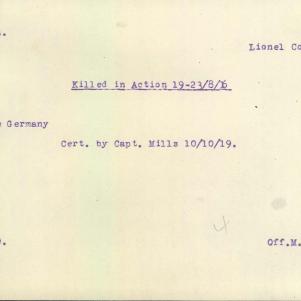 Lionel Co
Killed in Action 19-23/8/16
Germany
Cert. by Capt. Mills 10/10/19.
4
Off.M.